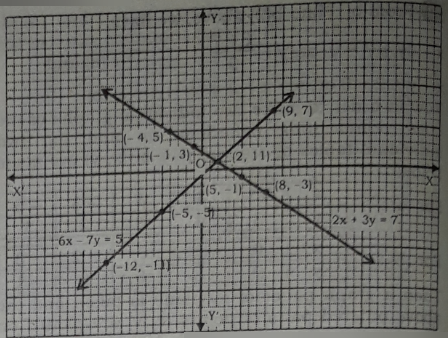 Y
(9, 7)
(-4, 5)
(-1, 3)
O
(2, 11)
X'
X
(5, -1)
(8, -3)
(-5, -5)
2x + 3y = 7
6x - 7y = 5
(-12, -11)
Y'